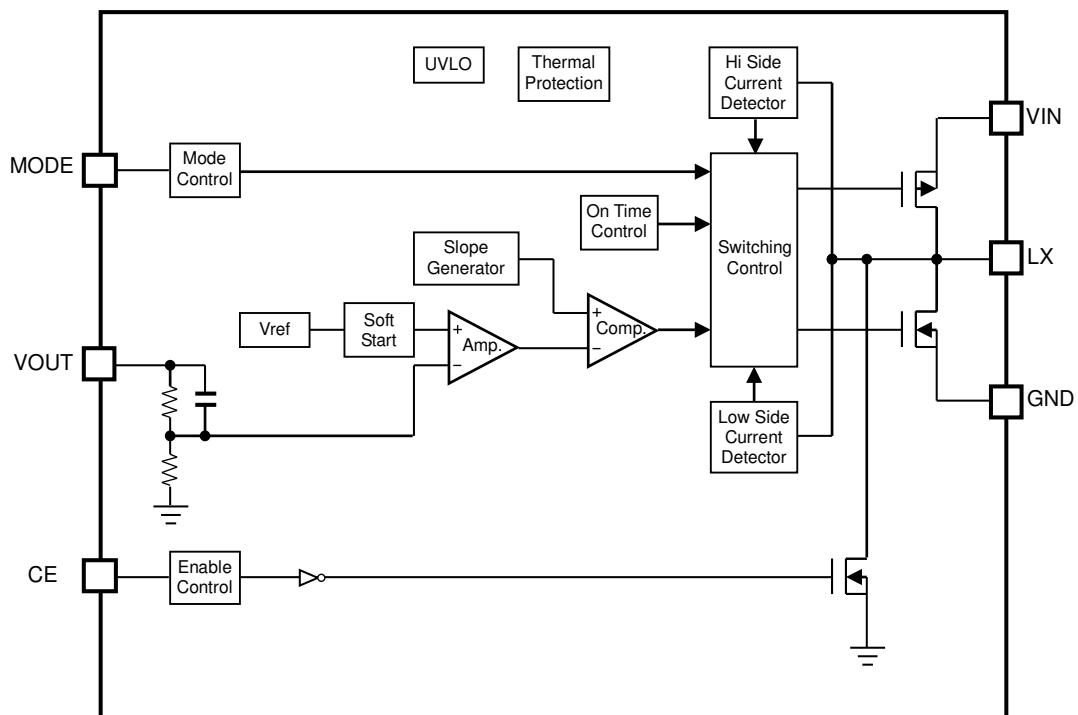 UVLO
Thermal
Protection
Hi Side
Current
Detector
VIN
MODE
Mode
Control
On Time
Control
Slope
Generator
Switching
Control
LX
Vref
Soft
Start
+
Amp.
−
+
Comp.
−
VOUT
GND
Low Side
Current
Detector
CE
Enable
Control